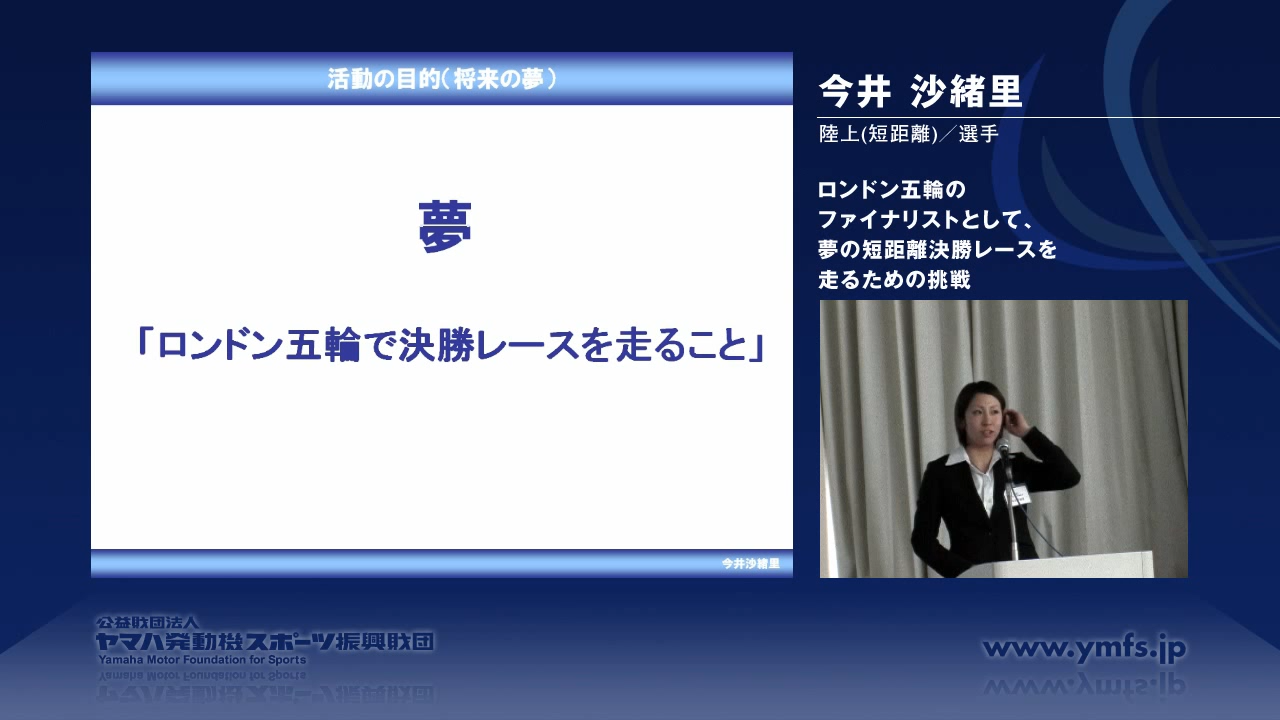 活動の目的(将来の夢)
夢
「ロンドン五輪で決勝レースを走ること」
今井沙緒里
今井 沙緒里
陸上(短距離)／選手
ロンドン五輪の
ファイナリストとして、
夢の短距離決勝レースを
走るための挑戦
公益財団法人
ヤマハ発動機スポーツ振興財団
Yamaha Motor Foundation for Sports
www.ymfs.jp